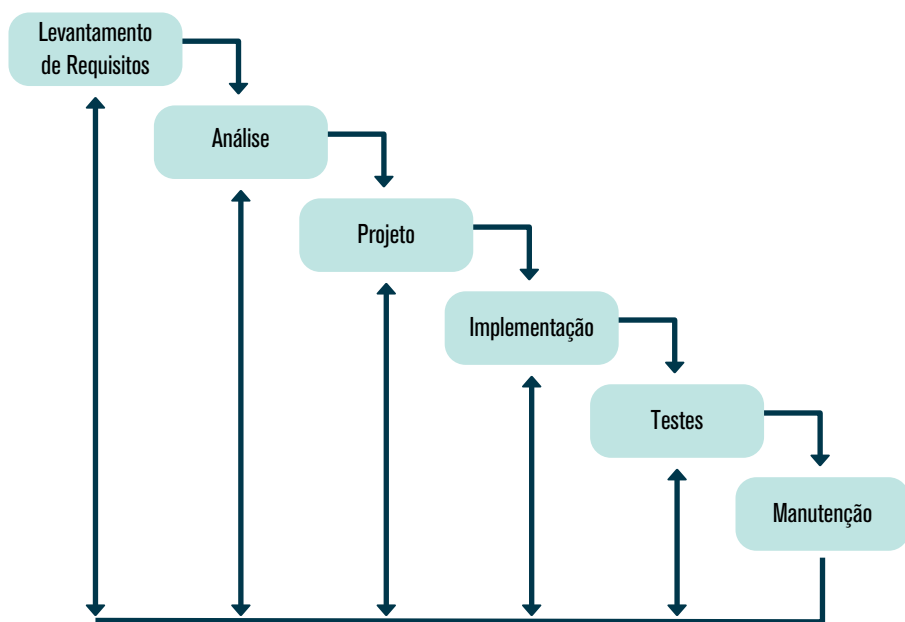 Levantamento
de Requisitos
Análise
Projeto
Implementação
Testes
Manutenção